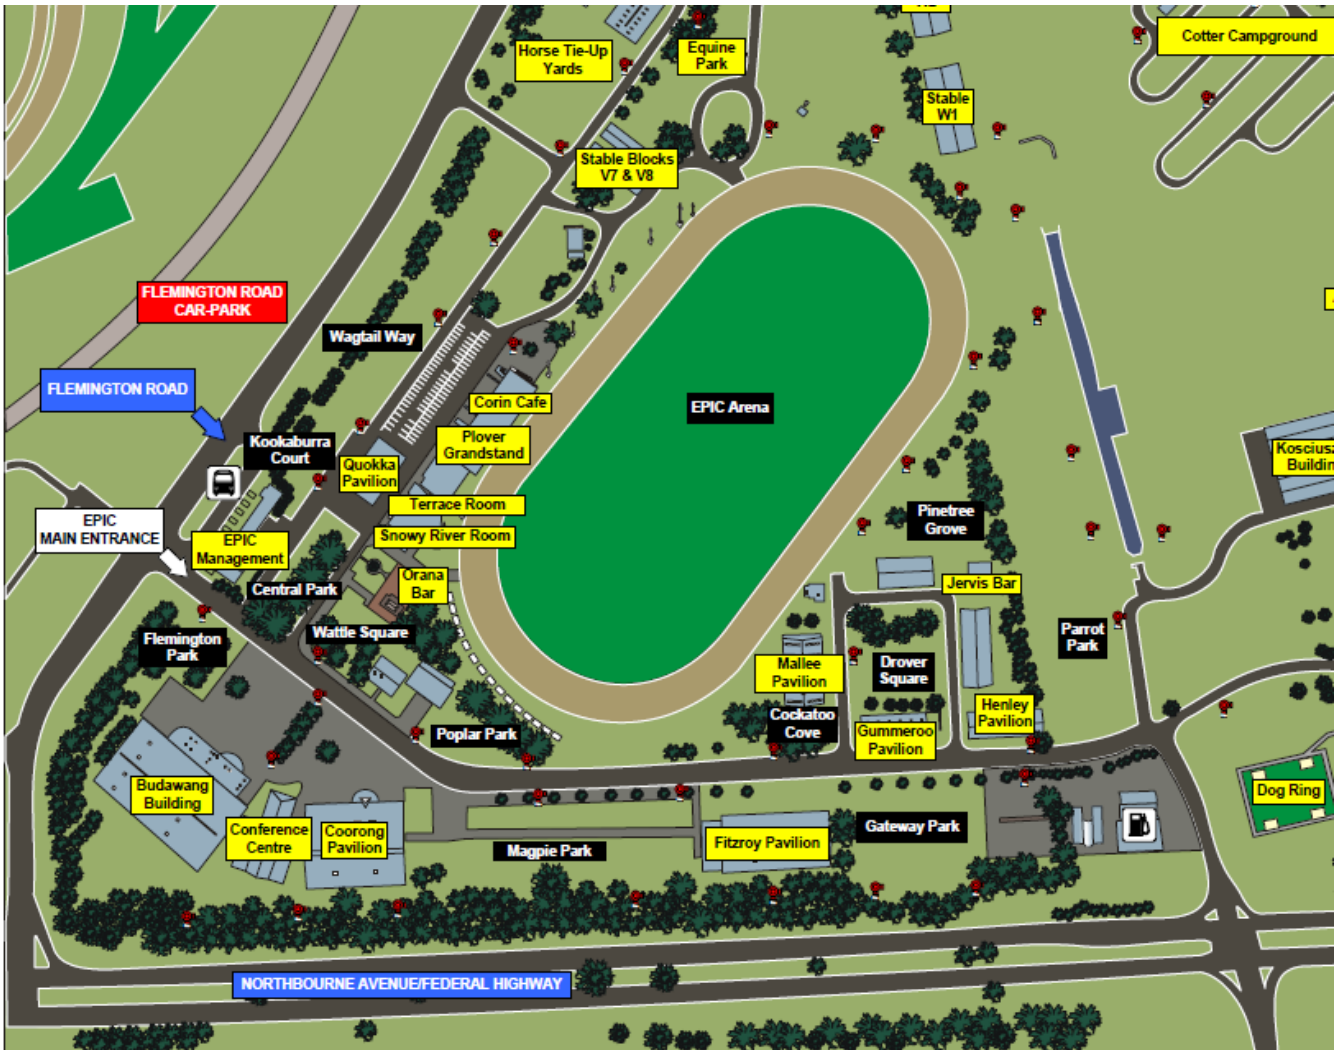 Cotter Campground
Horse Tie-Up
Yards
Equine
Park
Stable
W1
Stable Blocks
V7 & V8
FLEMINGTON ROAD
CAR-PARK
Wagtail Way
FLEMINGTON ROAD
Corin Cafe
EPIC Arena
Kookaburra
Court
Plover
Grandstand
Quokka
Pavilion
Terrace Room
Snowy River Room
Pinetree
Grove
EPIC
MAIN ENTRANCE
EPIC
Management
Central Park
Orana
Bar
Jervis Bar
Wattle Square
Flemington
Park
Parrot
Park
Mallee
Pavilion
Drover
Square
Henley
Pavilion
Cockatoo
Cove
Poplar Park
Gummeroo
Pavilion
Budawang
Building
Dog Ring
Conference
Centre
Coorong
Pavilion
Magpie Park
Fitzroy Pavilion
Gateway Park
NORTHBOURNE AVENUE/FEDERAL HIGHWAY